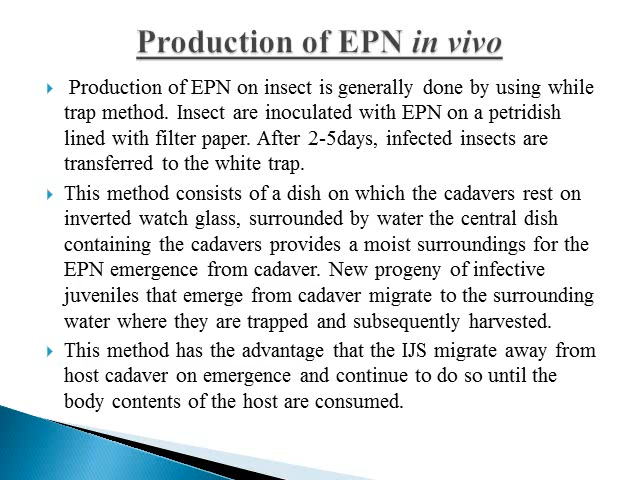 Production of EPN in vivo
Production of EPN on insect is generally done by using while
trap method. Insect are inoculated with EPN on a petridish
lined with filter paper. After 2-5days, infected insects are
transferred to the white trap.
This method consists of a dish on which the cadavers rest on
inverted watch glass, surrounded by water the central dish
containing the cadavers provides a moist surroundings for the
EPN emergence from cadaver. New progeny of infective
juveniles that emerge from cadaver migrate to the surrounding
water where they are trapped and subsequently harvested.
This method has the advantage that the IJS migrate away from
host cadaver on emergence and continue to do so until the
body contents of the host are consumed.